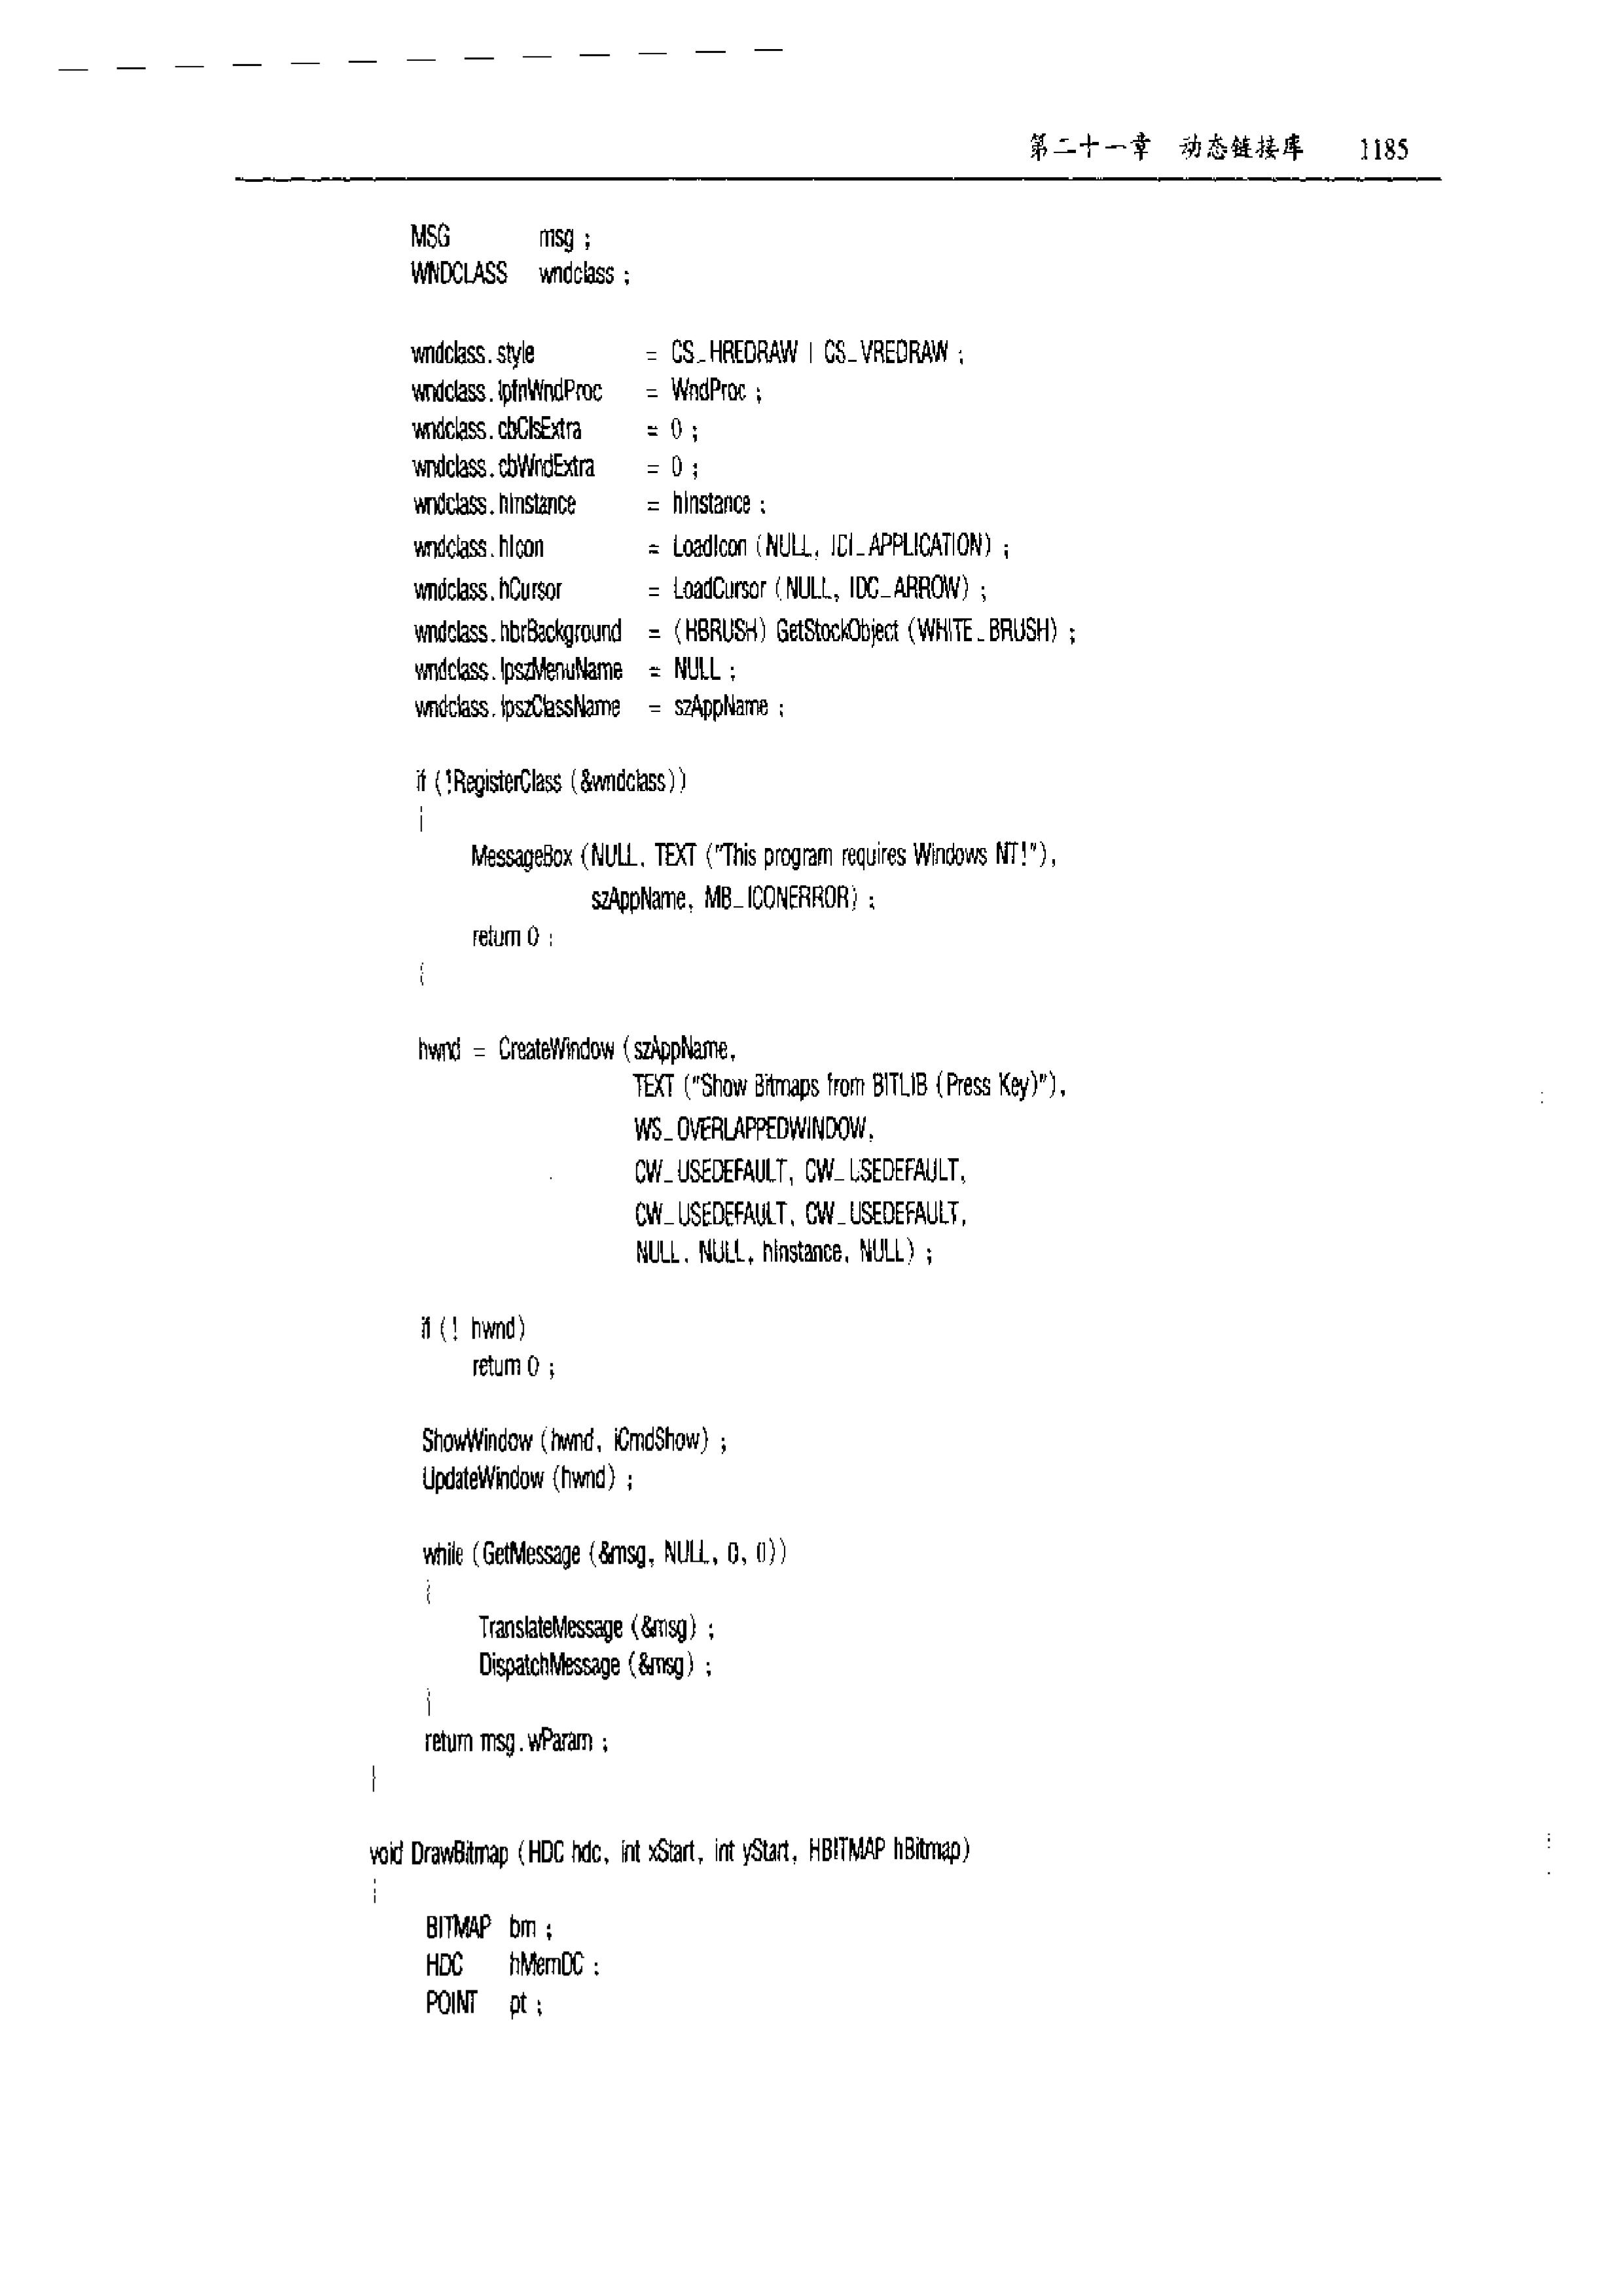 第二十一章 动态链接库 1185
MSG msg ;
WNDCLASS wndclass ;
wndclass.style = CS_HREDRAW | CS_VREDRAW ;
wndclass.lpfnWndProc = WndProc ;
wndclass.cbClsExtra = 0 ;
wndclass.cbWndExtra = 0 ;
wndclass.hInstance = hInstance ;
wndclass.hIcon = LoadIcon (NULL, IDI_APPLICATION) ;
wndclass.hCursor = LoadCursor (NULL, IDC_ARROW) ;
wndclass.hbrBackground = (HBRUSH) GetStockObject (WHITE_BRUSH) ;
wndclass.lpszMenuName = NULL ;
wndclass.lpszClassName = szAppName ;
if (!RegisterClass (&wndclass))
{
MessageBox (NULL, TEXT ("This program requires Windows NT!"),
szAppName, MB_ICONERROR) ;
return 0 ;
}
hwnd = CreateWindow (szAppName,
TEXT ("Show Bitmaps from BITLIB (Press Key)"),
WS_OVERLAPPEDWINDOW,
CW_USEDEFAULT, CW_USEDEFAULT,
CW_USEDEFAULT, CW_USEDEFAULT,
NULL, NULL, hInstance, NULL) ;
if (! hwnd)
return 0 ;
ShowWindow (hwnd, iCmdShow) ;
UpdateWindow (hwnd) ;
while (GetMessage (&msg, NULL, 0, 0))
{
TranslateMessage (&msg) ;
DispatchMessage (&msg) ;
}
return msg.wParam ;
}
void DrawBitmap (HDC hdc, int xStart, int yStart, HBITMAP hBitmap)
{
BITMAP bm ;
HDC hMemDC ;
POINT pt ;